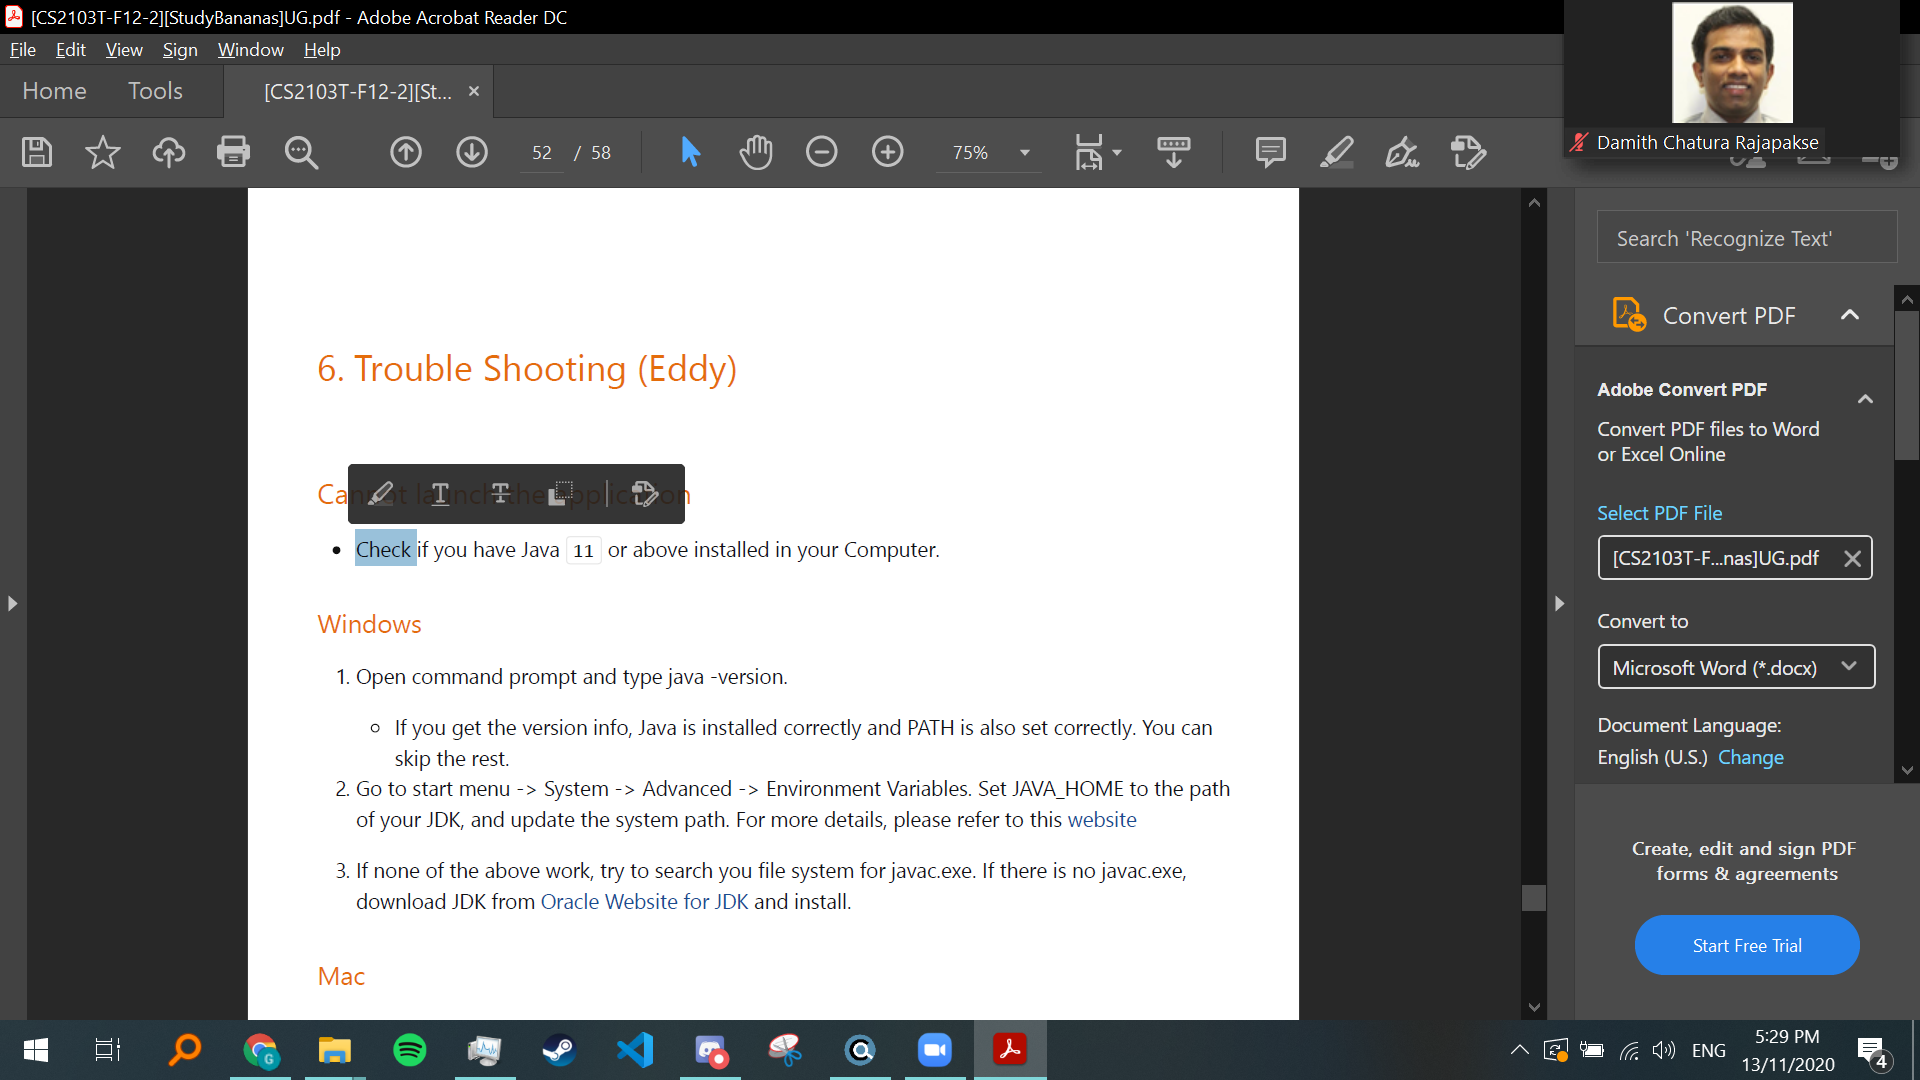 [CS2103T-F12-2][StudyBananas]UG.pdf - Adobe Acrobat Reader DC
File Edit View Sign Window Help
Home Tools [CS2103T-F12-2][St... ×
52 / 58 75%
Damith Chatura Rajapakse
6. Trouble Shooting (Eddy)
Cannot launch the application
Check if you have Java 11 or above installed in your Computer.
Windows
1. Open command prompt and type java -version.
If you get the version info, Java is installed correctly and PATH is also set correctly. You can
skip the rest.
2. Go to start menu -> System -> Advanced -> Environment Variables. Set JAVA_HOME to the path
of your JDK, and update the system path. For more details, please refer to this website
3. If none of the above work, try to search you file system for javac.exe. If there is no javac.exe,
download JDK from Oracle Website for JDK and install.
Mac
Search 'Recognize Text'
Convert PDF
Adobe Convert PDF
Convert PDF files to Word
or Excel Online
Select PDF File
[CS2103T-F...nas]UG.pdf
Convert to
Microsoft Word (*.docx)
Document Language:
English (U.S.) Change
Create, edit and sign PDF
forms & agreements
Start Free Trial
ENG
5:29 PM
13/11/2020
4